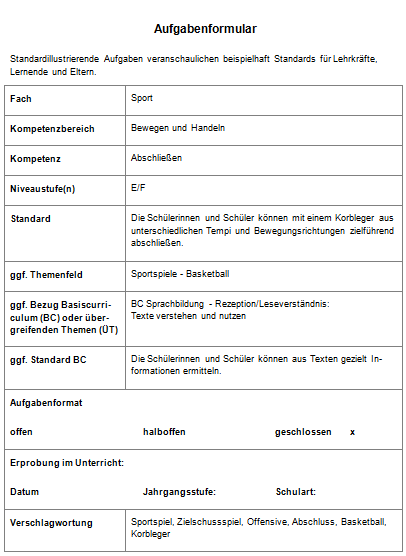 Aufgabenformular
Standardillustrierende Aufgaben veranschaulichen beispielhaft Standards für Lehrkräfte,
Lernende und Eltern.
Fach Sport
Kompetenzbereich Bewegen und Handeln
Kompetenz Abschließen
Niveaustufe(n) E/F
Standard Die Schülerinnen und Schüler können mit einem Korbleger aus
unterschiedlichen Tempi und Bewegungsrichtungen zielführend
abschließen.
ggf. Themenfeld Sportspiele - Basketball
ggf. Bezug Basiscurri- BC Sprachbildung - Rezeption/Leseverständnis:
culum (BC) oder über- Texte verstehen und nutzen
greifenden Themen (ÜT)
ggf. Standard BC Die Schülerinnen und Schüler können aus Texten gezielt In-
formationen ermitteln.
Aufgabenformat
offen halboffen geschlossen x
Erprobung im Unterricht:
Datum Jahrgangsstufe: Schulart:
Verschlagwortung Sportspiel, Zielschussspiel, Offensive, Abschluss, Basketball,
Korbleger